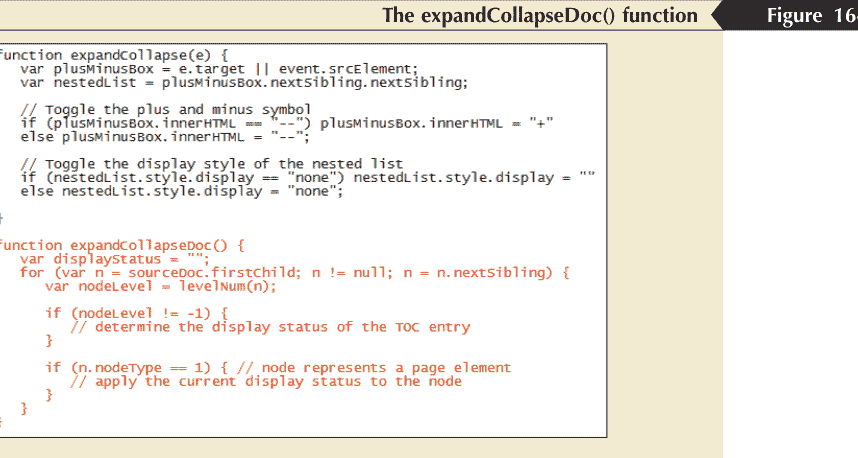 The expandCollapseDoc() function Figure 16
function expandCollapse(e) {
var plusMinusBox = e.target || event.srcElement;
var nestedList = plusMinusBox.nextSibling.nextSibling;
// Toggle the plus and minus symbol
if (plusMinusBox.innerHTML == "--") plusMinusBox.innerHTML = "+"
else plusMinusBox.innerHTML = "--";
// Toggle the display style of the nested list
if (nestedList.style.display == "none") nestedList.style.display = ""
else nestedList.style.display = "none";
}
function expandCollapseDoc() {
var displayStatus = "";
for (var n = sourceDoc.firstChild; n != null; n = n.nextSibling) {
var nodeLevel = levelNum(n);
if (nodeLevel != -1) {
// determine the display status of the TOC entry
}
if (n.nodeType == 1) { // node represents a page element
// apply the current display status to the node
}
}
}